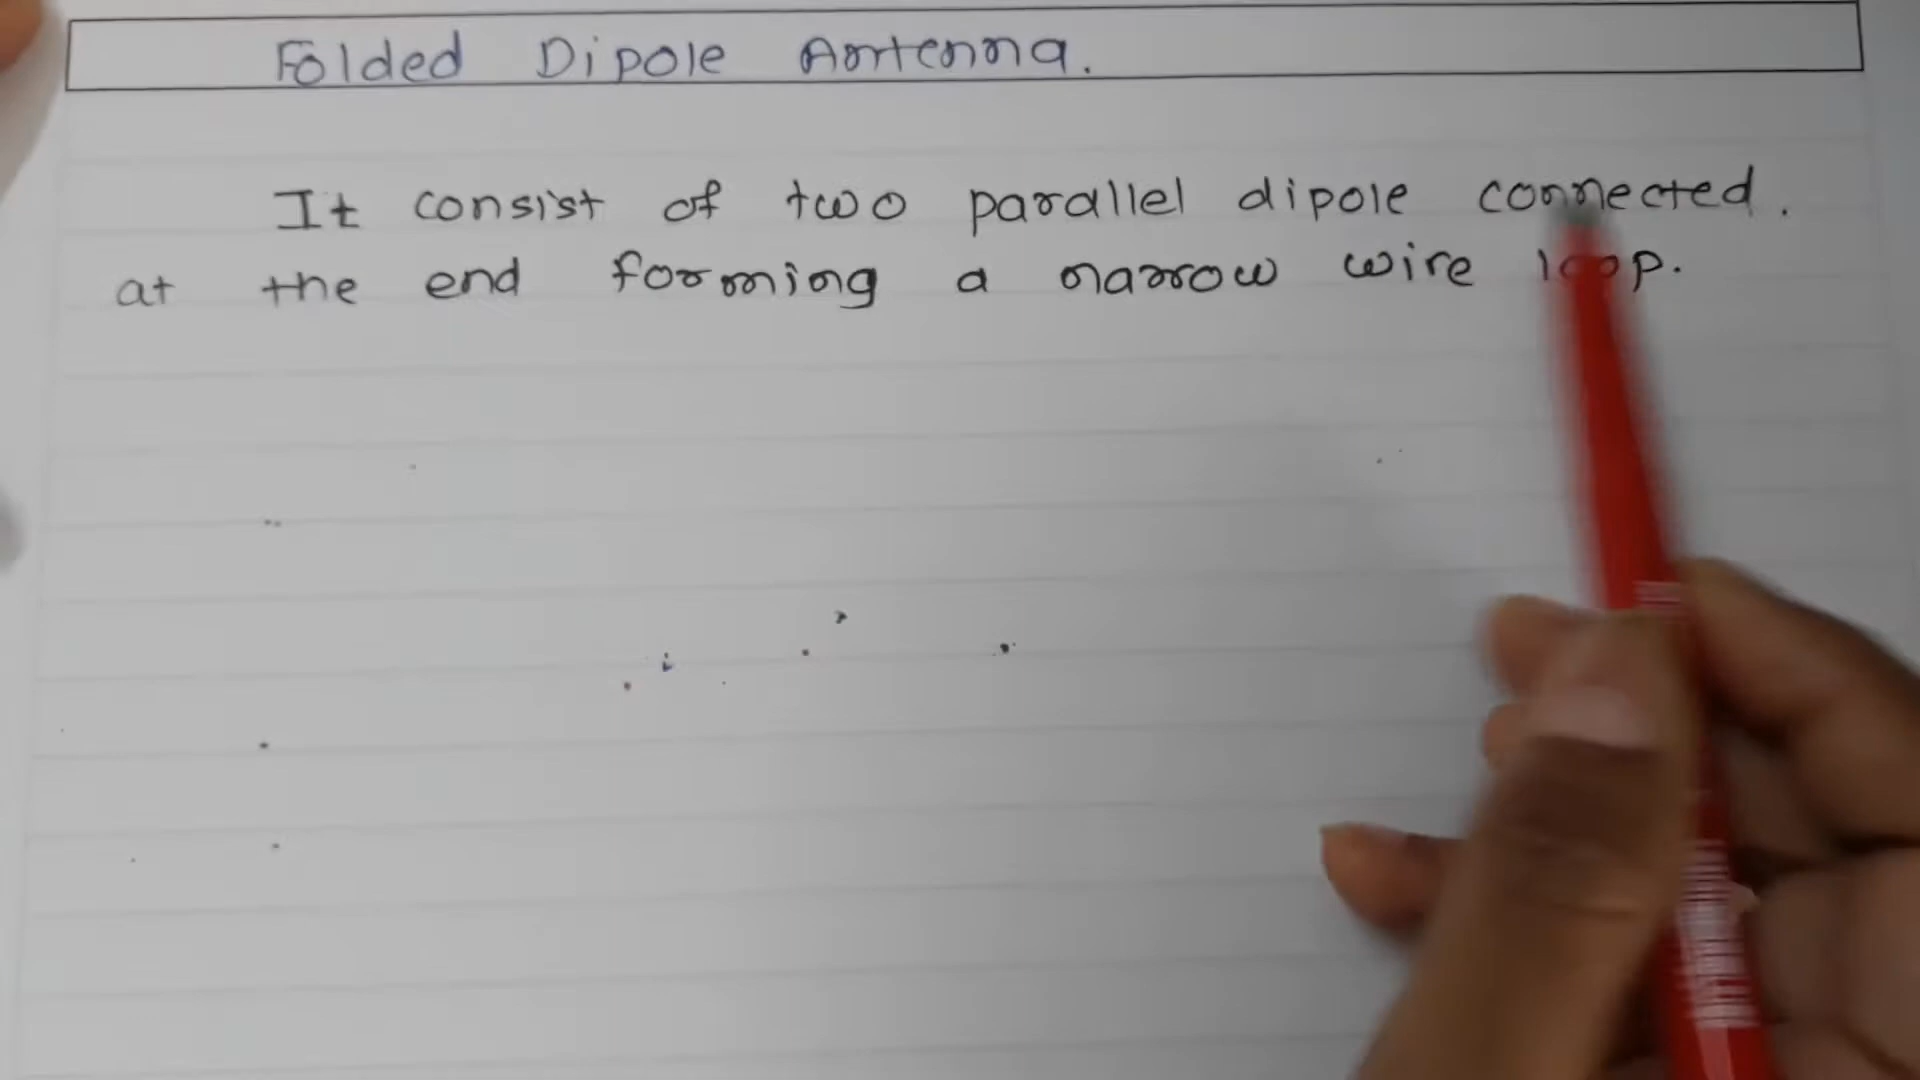 Folded Dipole Antenna.
It consist of two parallel dipole connected.
at the end forming a narrow wire loop.